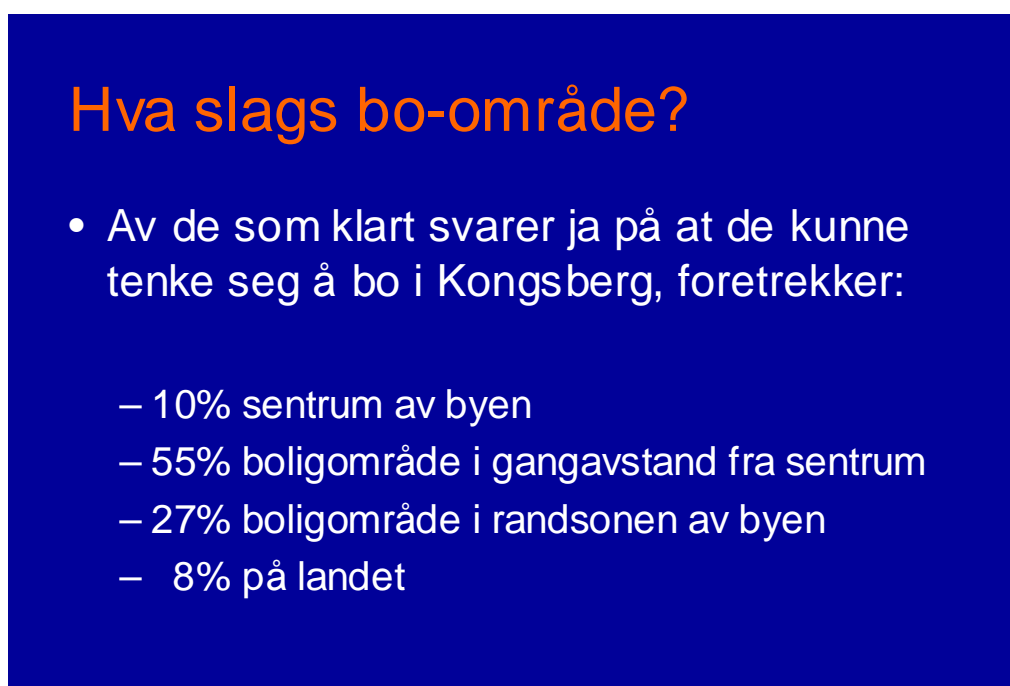 Hva slags bo-område?
• Av de som klart svarer ja på at de kunne
tenke seg å bo i Kongsberg, foretrekker:
– 10% sentrum av byen
– 55% boligområde i gangavstand fra sentrum
– 27% boligområde i randsonen av byen
– 8% på landet